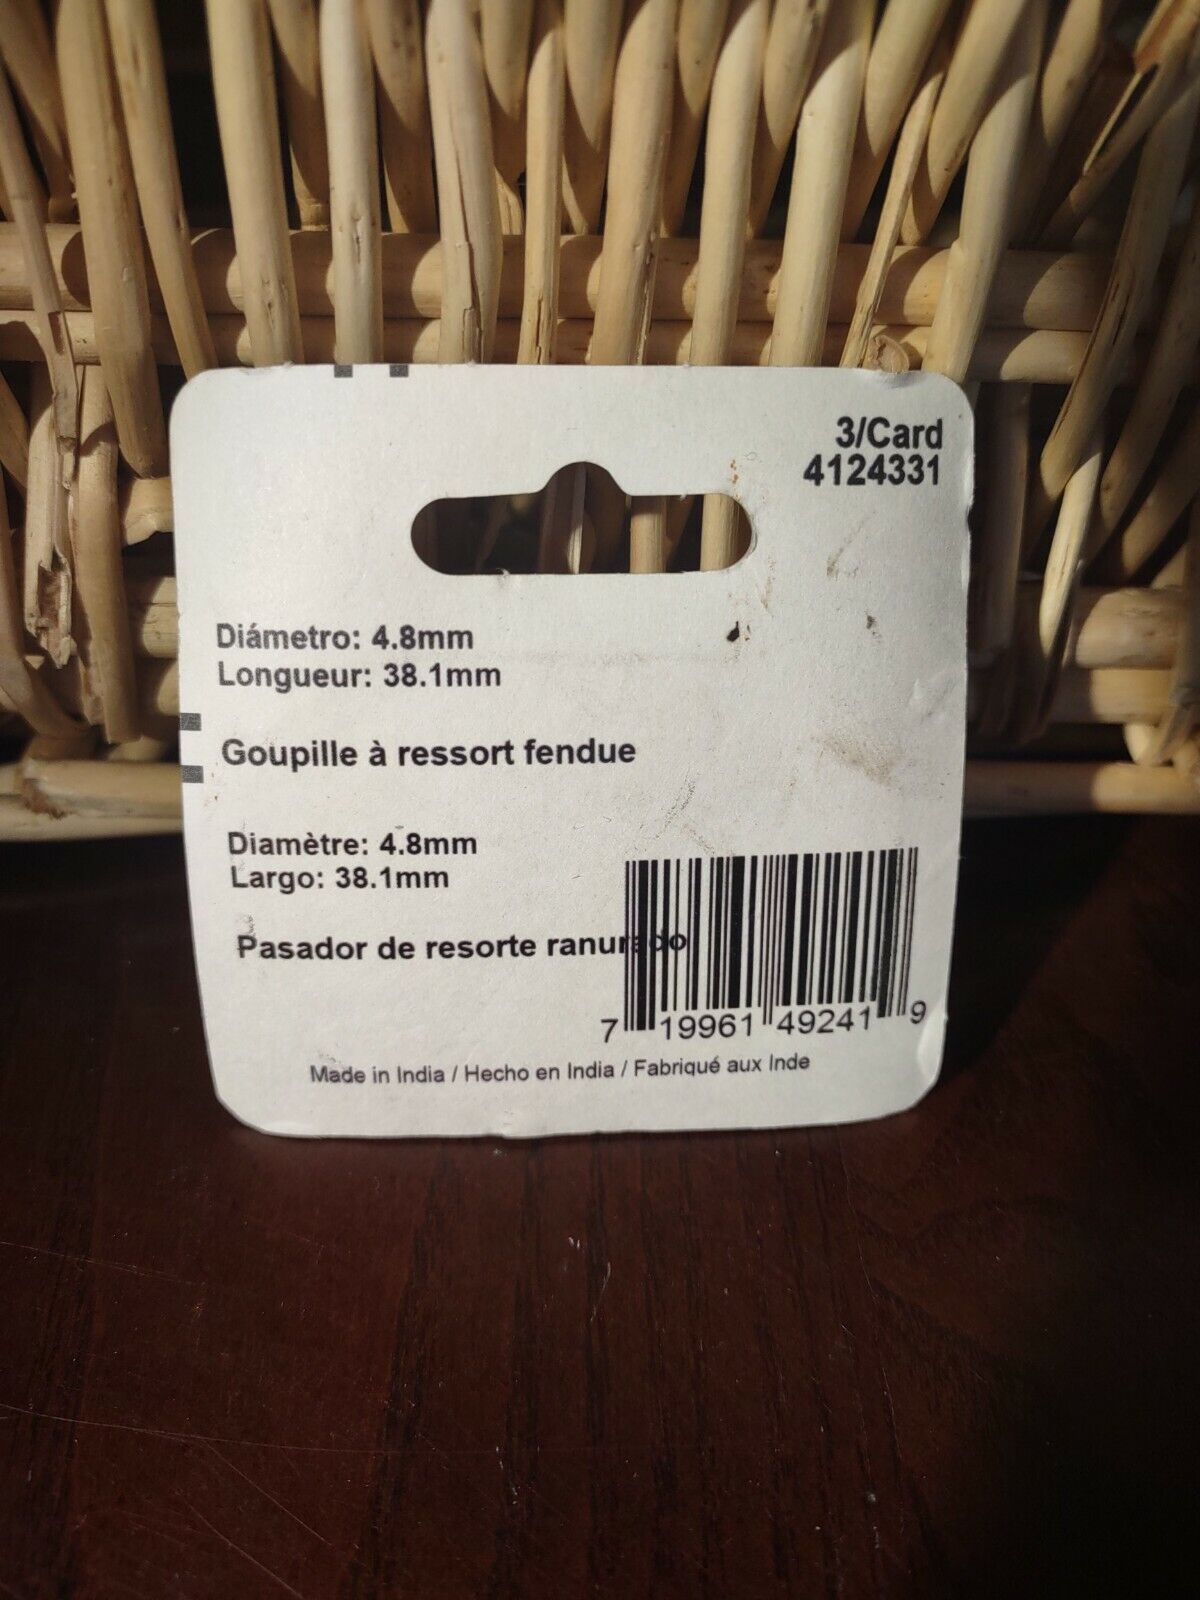 3/Card
4124331
Diámetro: 4.8mm
Longueur: 38.1mm
Goupille à ressort fendue
Diamètre: 4.8mm
Largo: 38.1mm
Pasador de resorte ranurado
7 19961 49241 9
Made in India / Hecho en India / Fabriqué aux Inde